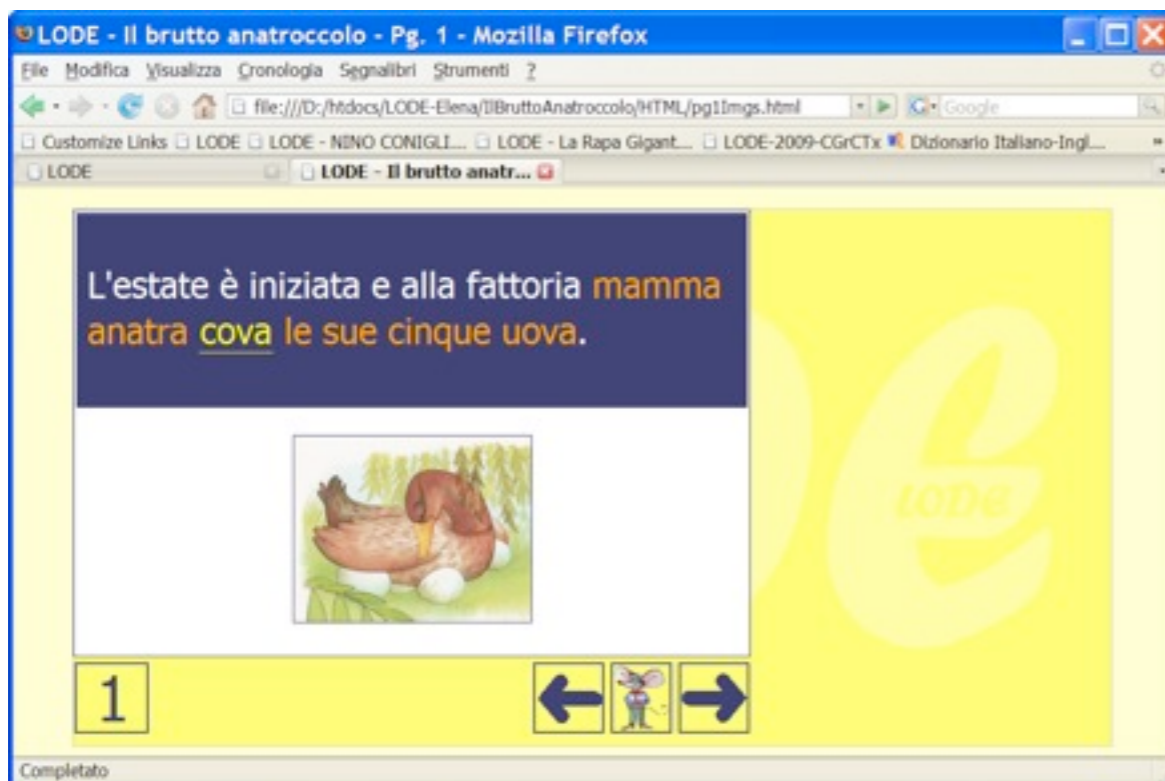 LODE - Il brutto anatroccolo - Pg. 1 - Mozilla Firefox
File Modifica Visualizza Cronologia Segnalibri Strumenti ?
file:///D:/htdocs/LODE-Elena/IlBruttoAnatroccolo/HTML/pg1Imgs.html Google
Customize Links LODE LODE - NINO CONIGLI... LODE - La Rapa Gigant... LODE-2009-CGrCTx Dizionario Italiano-Ingl...
LODE LODE - Il brutto anatr...
L'estate è iniziata e alla fattoria mamma
anatra cova le sue cinque uova.
LODE
1
Completato